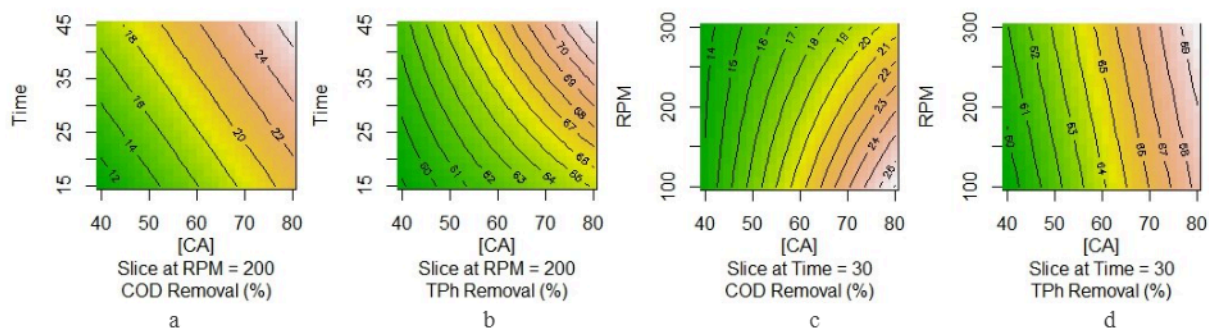 Time
45
35
25
15
12
14
16
18
20
22
24
40 50 60 70 80
[CA]
Slice at RPM = 200
COD Removal (%)
a
Time
45
35
25
15
60
61
62
63
64
65
66
67
68
69
70
40 50 60 70 80
[CA]
Slice at RPM = 200
TPh Removal (%)
b
RPM
300
200
100
14
15
16
17
18
19
20
21
22
23
24
25
40 50 60 70 80
[CA]
Slice at Time = 30
COD Removal (%)
c
RPM
300
200
100
60
61
62
63
64
65
67
68
69
40 50 60 70 80
[CA]
Slice at Time = 30
TPh Removal (%)
d